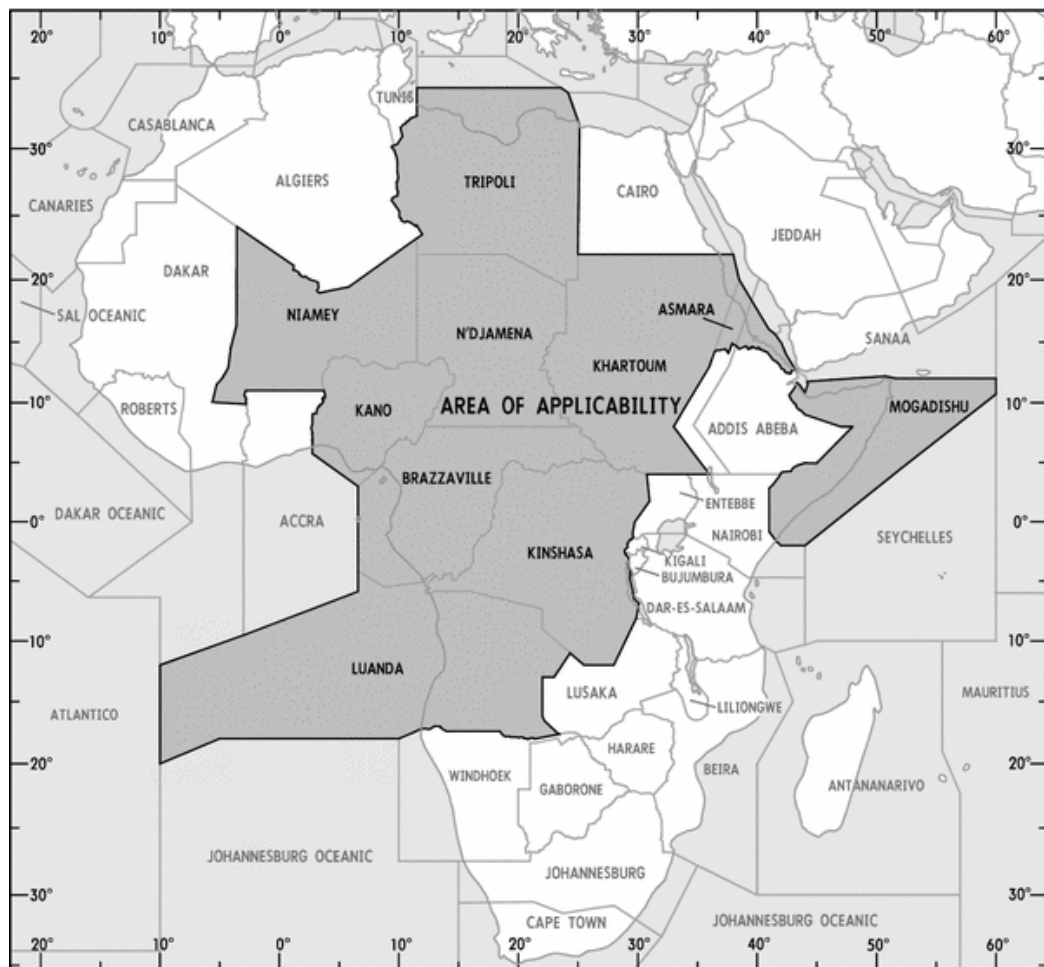 20° 10° 0° 10° 20° 30° 40° 50° 60°
TUNIS
CASABLANCA
30° 30°
ALGIERS
TRIPOLI
CAIRO
CANARIES
JEDDAH
DAKAR
20° 20°
SAL OCEANIC
NIAMEY
ASMARA
N'DJAMENA
SANAA
KHARTOUM
ROBERTS
KANO
AREA OF APPLICABILITY
MOGADISHU
10° 10°
ADDIS ABEBA
BRAZZAVILLE
ENTEBBE
DAKAR OCEANIC
ACCRA
NAIROBI
SEYCHELLES
0° 0°
KINSHASA
KIGALI
BUJUMBURA
DAR-ES-SALAAM
10° 10°
LUANDA
LUSAKA
MAURITIUS
LILIONGWE
ATLANTICO
HARARE
20° 20°
WINDHOEK
BEIRA
GABORONE
ANTANANARIVO
JOHANNESBURG OCEANIC
JOHANNESBURG
30° 30°
CAPE TOWN
JOHANNESBURG OCEANIC
20° 10° 0° 10° 20° 30° 40° 50° 60°